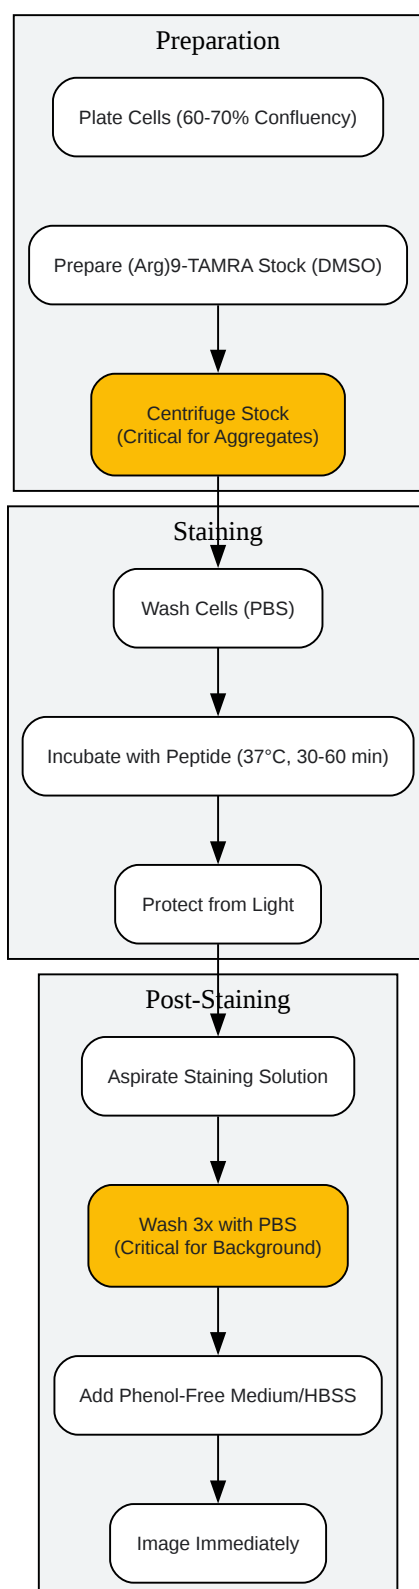 Preparation
Plate Cells (60-70% Confluency)
Prepare (Arg)9-TAMRA Stock (DMSO)
Centrifuge Stock
(Critical for Aggregates)
Staining
Wash Cells (PBS)
Incubate with Peptide (37°C, 30-60 min)
Protect from Light
Post-Staining
Aspirate Staining Solution
Wash 3x with PBS
(Critical for Background)
Add Phenol-Free Medium/HBSS
Image Immediately